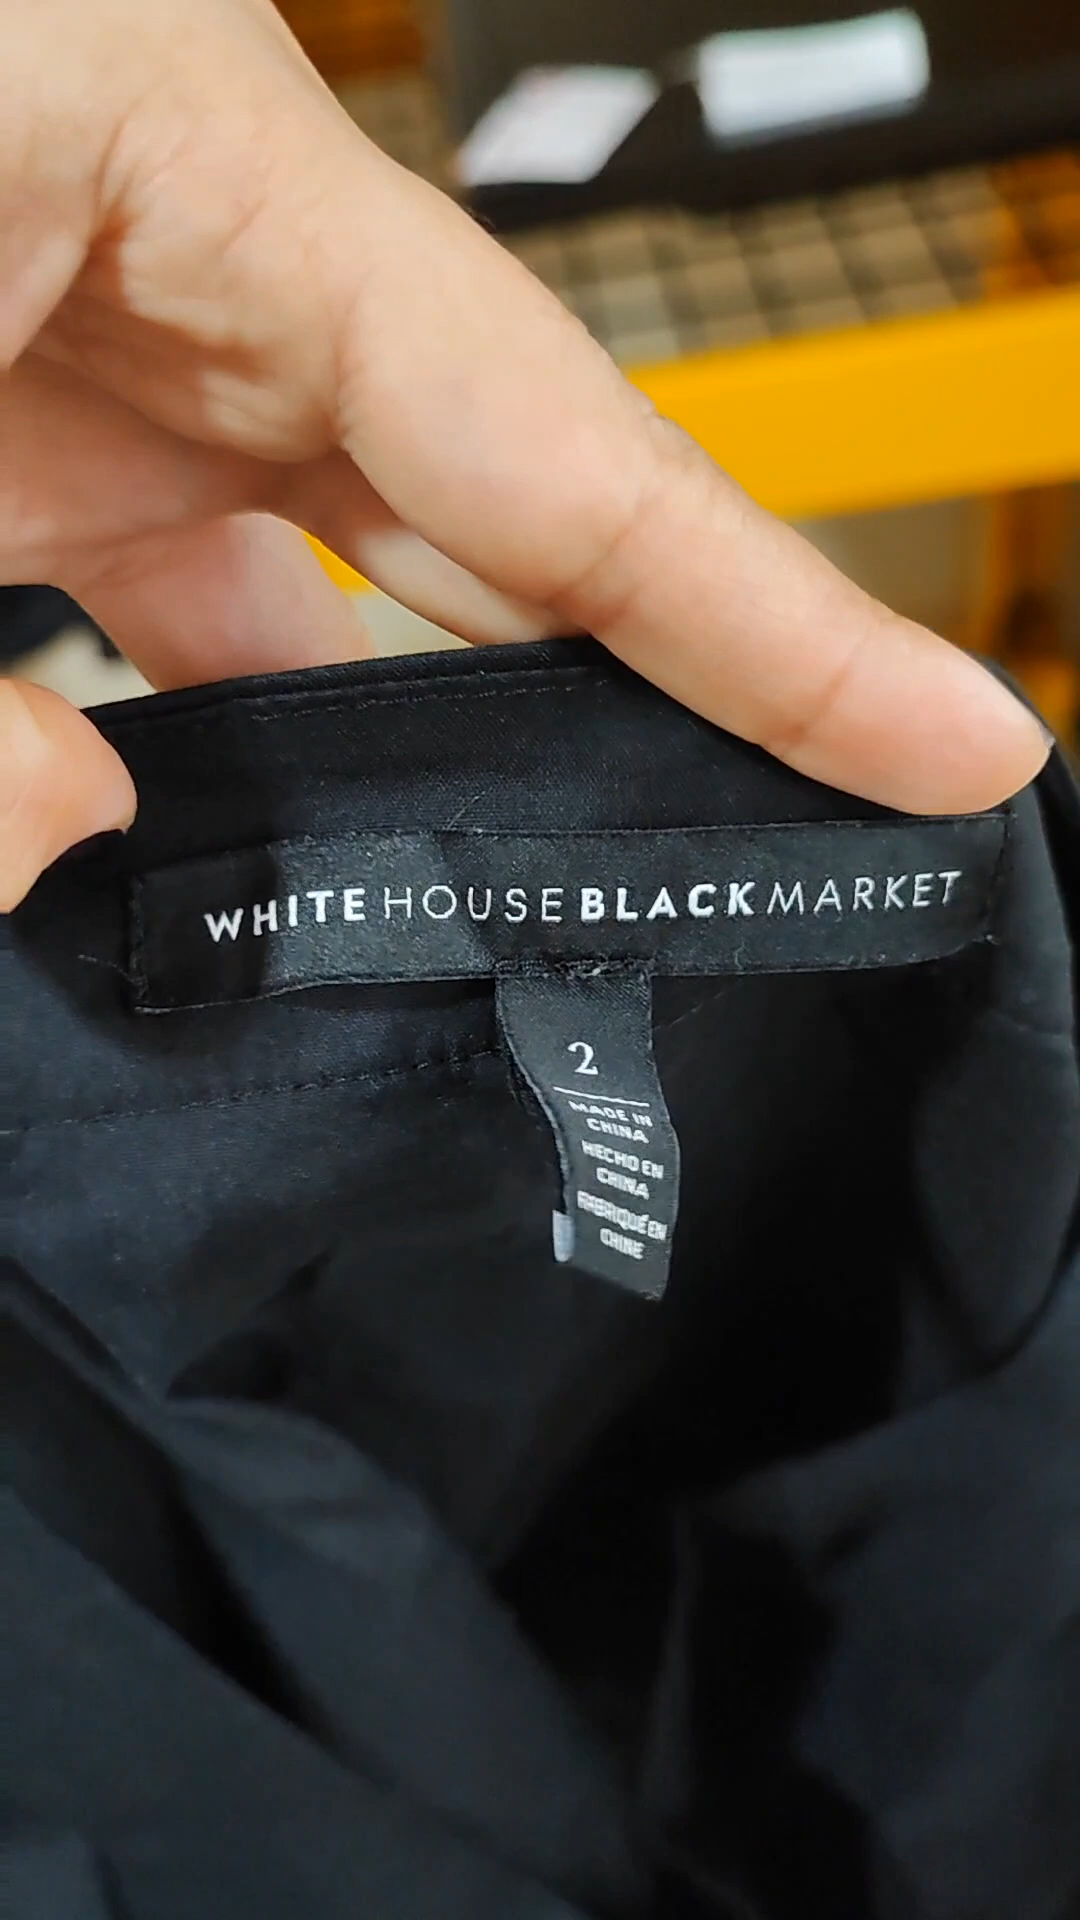 WHITE HOUSE BLACK MARKET
2
MADE IN
CHINA
HECHO EN
CHINA
FABRIQUÉ EN
CHINE